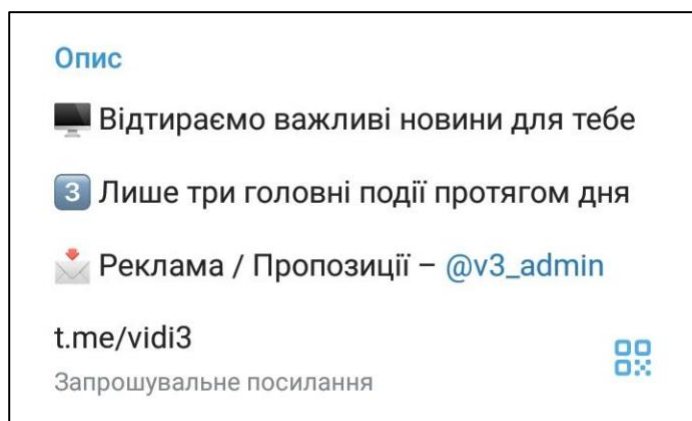 Опис
🖥️ Відтираємо важливі новини для тебе
3️⃣ Лише три головні події протягом дня
📩 Реклама / Пропозиції – @v3_admin
t.me/vidi3
Запрошувальне посилання